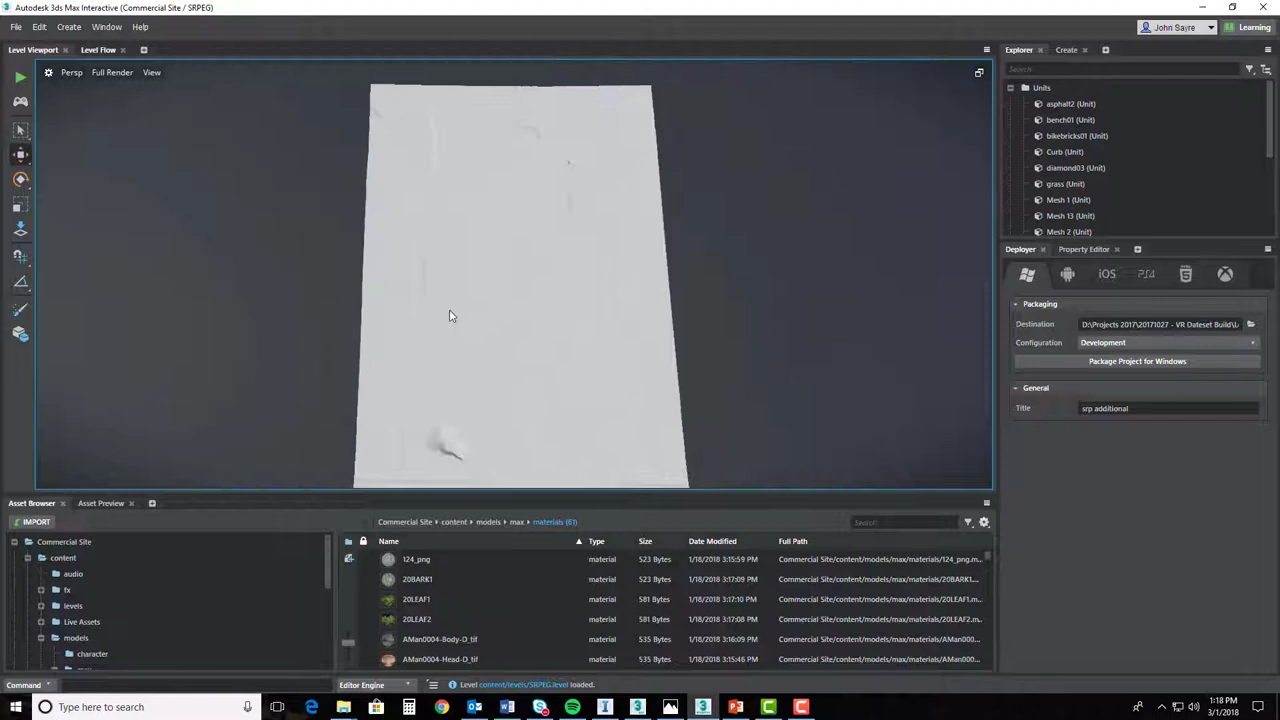 Autodesk 3ds Max Interactive (Commercial Site / SRPEG)
File Edit Create Window Help
John Sayre
Learning
Level Viewport
Level Flow
Explorer
Create
Persp Full Render View
Search
Units
asphalt2 (Unit)
bench01 (Unit)
bikebricks01 (Unit)
Curb (Unit)
diamond03 (Unit)
grass (Unit)
Mesh 1 (Unit)
Mesh 13 (Unit)
Mesh 2 (Unit)
Deployer
Property Editor
iOS
PS4
Packaging
Destination D:\Projects 2017\20171027 - VR Dateset Build\L
Configuration Development
Package Project for Windows
General
Title srp additional
Asset Browser
Asset Preview
IMPORT
Commercial Site content models max materials (61)
Search
Commercial Site
content
audio
fx
levels
Live Assets
models
character
Name Type Size Date Modified Full Path
124_png material 523 Bytes 1/18/2018 3:15:59 PM Commercial Site/content/models/max/materials/124_png.m...
20BARK1 material 523 Bytes 1/18/2018 3:17:09 PM Commercial Site/content/models/max/materials/20BARK1....
20LEAF1 material 581 Bytes 1/18/2018 3:17:10 PM Commercial Site/content/models/max/materials/20LEAF1.m...
20LEAF2 material 581 Bytes 1/18/2018 3:17:08 PM Commercial Site/content/models/max/materials/20LEAF2.m...
AMan0004-Body-D_tif material 535 Bytes 1/18/2018 3:16:09 PM Commercial Site/content/models/max/materials/AMan000...
AMan0004-Head-D_tif material 535 Bytes 1/18/2018 3:15:46 PM Commercial Site/content/models/max/materials/AMan000...
Command
Editor Engine
Level content/levels/SRPEG.level loaded.
Type here to search
1:18 PM
3/1/2018